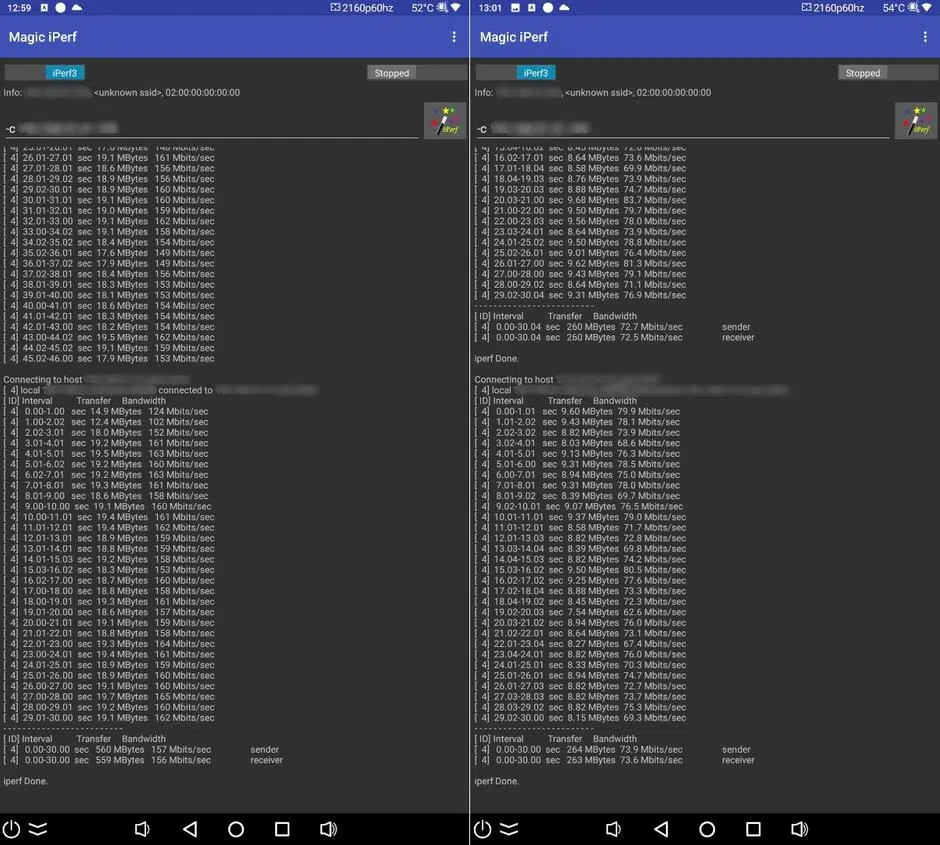 12:59
2160p60hz
52°C
Magic iPerf
iPerf3
Stopped
Info:
, <unknown ssid>, 02:00:00:00:00:00
-c
iPerf
[ 4] 26.01-27.01 sec 19.1 MBytes 161 Mbits/sec
[ 4] 27.01-28.01 sec 18.6 MBytes 156 Mbits/sec
[ 4] 28.01-29.02 sec 18.9 MBytes 156 Mbits/sec
[ 4] 29.02-30.01 sec 18.9 MBytes 160 Mbits/sec
[ 4] 30.01-31.01 sec 19.1 MBytes 160 Mbits/sec
[ 4] 31.01-32.01 sec 19.0 MBytes 159 Mbits/sec
[ 4] 32.01-33.00 sec 19.1 MBytes 162 Mbits/sec
[ 4] 33.00-34.02 sec 19.1 MBytes 158 Mbits/sec
[ 4] 34.02-35.02 sec 18.4 MBytes 154 Mbits/sec
[ 4] 35.02-36.01 sec 17.6 MBytes 149 Mbits/sec
[ 4] 36.01-37.02 sec 17.9 MBytes 149 Mbits/sec
[ 4] 37.02-38.01 sec 18.4 MBytes 156 Mbits/sec
[ 4] 38.01-39.01 sec 18.3 MBytes 153 Mbits/sec
[ 4] 39.01-40.00 sec 18.1 MBytes 153 Mbits/sec
[ 4] 40.00-41.01 sec 18.6 MBytes 154 Mbits/sec
[ 4] 41.01-42.01 sec 18.3 MBytes 154 Mbits/sec
[ 4] 42.01-43.00 sec 18.2 MBytes 154 Mbits/sec
[ 4] 43.00-44.02 sec 19.5 MBytes 162 Mbits/sec
[ 4] 44.02-45.02 sec 19.1 MBytes 159 Mbits/sec
[ 4] 45.02-46.00 sec 17.9 MBytes 153 Mbits/sec
Connecting to host
[ 4] local connected to
[ ID] Interval Transfer Bandwidth
[ 4] 0.00-1.00 sec 14.9 MBytes 124 Mbits/sec
[ 4] 1.00-2.02 sec 12.4 MBytes 102 Mbits/sec
[ 4] 2.02-3.01 sec 18.0 MBytes 152 Mbits/sec
[ 4] 3.01-4.01 sec 19.2 MBytes 161 Mbits/sec
[ 4] 4.01-5.01 sec 19.5 MBytes 163 Mbits/sec
[ 4] 5.01-6.02 sec 19.2 MBytes 160 Mbits/sec
[ 4] 6.02-7.01 sec 19.2 MBytes 163 Mbits/sec
[ 4] 7.01-8.01 sec 19.3 MBytes 161 Mbits/sec
[ 4] 8.01-9.00 sec 18.6 MBytes 158 Mbits/sec
[ 4] 9.00-10.00 sec 19.1 MBytes 160 Mbits/sec
[ 4] 10.00-11.01 sec 19.4 MBytes 161 Mbits/sec
[ 4] 11.01-12.01 sec 19.4 MBytes 162 Mbits/sec
[ 4] 12.01-13.01 sec 18.9 MBytes 159 Mbits/sec
[ 4] 13.01-14.01 sec 18.8 MBytes 159 Mbits/sec
[ 4] 14.01-15.03 sec 19.2 MBytes 158 Mbits/sec
[ 4] 15.03-16.02 sec 18.3 MBytes 153 Mbits/sec
[ 4] 16.02-17.00 sec 18.7 MBytes 160 Mbits/sec
[ 4] 17.00-18.00 sec 18.8 MBytes 158 Mbits/sec
[ 4] 18.00-19.01 sec 19.3 MBytes 161 Mbits/sec
[ 4] 19.01-20.00 sec 18.6 MBytes 157 Mbits/sec
[ 4] 20.00-21.01 sec 19.1 MBytes 159 Mbits/sec
[ 4] 21.01-22.01 sec 18.8 MBytes 158 Mbits/sec
[ 4] 22.01-23.00 sec 19.3 MBytes 164 Mbits/sec
[ 4] 23.00-24.01 sec 19.4 MBytes 161 Mbits/sec
[ 4] 24.01-25.01 sec 18.9 MBytes 159 Mbits/sec
[ 4] 25.01-26.00 sec 18.9 MBytes 160 Mbits/sec
[ 4] 26.00-27.00 sec 19.1 MBytes 160 Mbits/sec
[ 4] 27.00-28.00 sec 19.7 MBytes 165 Mbits/sec
[ 4] 28.00-29.01 sec 19.2 MBytes 160 Mbits/sec
[ 4] 29.01-30.00 sec 19.1 MBytes 162 Mbits/sec
- - - - - - - - - - - - - - - - - - - - - - - - -
[ ID] Interval Transfer Bandwidth
[ 4] 0.00-30.00 sec 560 MBytes 157 Mbits/sec sender
[ 4] 0.00-30.00 sec 559 MBytes 156 Mbits/sec receiver
iperf Done.
13:01
2160p60hz
54°C
Magic iPerf
iPerf3
Stopped
Info:
, <unknown ssid>, 02:00:00:00:00:00
-c
iPerf
[ 4] 16.02-17.01 sec 8.64 MBytes 73.6 Mbits/sec
[ 4] 17.01-18.04 sec 8.58 MBytes 69.9 Mbits/sec
[ 4] 18.04-19.03 sec 8.76 MBytes 73.9 Mbits/sec
[ 4] 19.03-20.03 sec 8.88 MBytes 74.7 Mbits/sec
[ 4] 20.03-21.00 sec 9.68 MBytes 83.7 Mbits/sec
[ 4] 21.00-22.00 sec 9.50 MBytes 79.7 Mbits/sec
[ 4] 22.00-23.03 sec 9.56 MBytes 78.0 Mbits/sec
[ 4] 23.03-24.01 sec 8.64 MBytes 73.9 Mbits/sec
[ 4] 24.01-25.02 sec 9.50 MBytes 78.8 Mbits/sec
[ 4] 25.02-26.01 sec 9.01 MBytes 76.4 Mbits/sec
[ 4] 26.01-27.00 sec 9.62 MBytes 81.3 Mbits/sec
[ 4] 27.00-28.00 sec 9.43 MBytes 79.1 Mbits/sec
[ 4] 28.00-29.02 sec 8.64 MBytes 71.1 Mbits/sec
[ 4] 29.02-30.04 sec 9.31 MBytes 76.9 Mbits/sec
- - - - - - - - - - - - - - - - - - - - - - - - -
[ ID] Interval Transfer Bandwidth
[ 4] 0.00-30.04 sec 260 MBytes 72.7 Mbits/sec sender
[ 4] 0.00-30.04 sec 260 MBytes 72.5 Mbits/sec receiver
iperf Done.
Connecting to host
[ 4] local
[ ID] Interval Transfer Bandwidth
[ 4] 0.00-1.01 sec 9.60 MBytes 79.9 Mbits/sec
[ 4] 1.01-2.02 sec 9.43 MBytes 78.1 Mbits/sec
[ 4] 2.02-3.02 sec 8.82 MBytes 73.9 Mbits/sec
[ 4] 3.02-4.01 sec 8.03 MBytes 68.6 Mbits/sec
[ 4] 4.01-5.01 sec 9.13 MBytes 76.3 Mbits/sec
[ 4] 5.01-6.00 sec 9.31 MBytes 78.5 Mbits/sec
[ 4] 6.00-7.01 sec 8.94 MBytes 75.0 Mbits/sec
[ 4] 7.01-8.01 sec 9.31 MBytes 78.0 Mbits/sec
[ 4] 8.01-9.02 sec 8.39 MBytes 69.7 Mbits/sec
[ 4] 9.02-10.01 sec 9.07 MBytes 76.5 Mbits/sec
[ 4] 10.01-11.01 sec 9.37 MBytes 79.0 Mbits/sec
[ 4] 11.01-12.01 sec 8.58 MBytes 71.7 Mbits/sec
[ 4] 12.01-13.03 sec 8.82 MBytes 72.8 Mbits/sec
[ 4] 13.03-14.04 sec 8.39 MBytes 69.8 Mbits/sec
[ 4] 14.04-15.03 sec 8.82 MBytes 74.2 Mbits/sec
[ 4] 15.03-16.02 sec 9.50 MBytes 80.5 Mbits/sec
[ 4] 16.02-17.02 sec 9.25 MBytes 77.6 Mbits/sec
[ 4] 17.02-18.04 sec 8.88 MBytes 73.3 Mbits/sec
[ 4] 18.04-19.02 sec 8.45 MBytes 72.3 Mbits/sec
[ 4] 19.02-20.03 sec 7.54 MBytes 62.6 Mbits/sec
[ 4] 20.03-21.02 sec 8.94 MBytes 76.0 Mbits/sec
[ 4] 21.02-22.01 sec 8.64 MBytes 73.1 Mbits/sec
[ 4] 22.01-23.04 sec 8.27 MBytes 67.4 Mbits/sec
[ 4] 23.04-24.01 sec 8.82 MBytes 76.0 Mbits/sec
[ 4] 24.01-25.01 sec 8.33 MBytes 70.3 Mbits/sec
[ 4] 25.01-26.01 sec 8.94 MBytes 74.7 Mbits/sec
[ 4] 26.01-27.03 sec 8.82 MBytes 72.7 Mbits/sec
[ 4] 27.03-28.03 sec 8.82 MBytes 73.7 Mbits/sec
[ 4] 28.03-29.02 sec 8.82 MBytes 75.3 Mbits/sec
[ 4] 29.02-30.00 sec 8.15 MBytes 69.3 Mbits/sec
- - - - - - - - - - - - - - - - - - - - - - - - -
[ ID] Interval Transfer Bandwidth
[ 4] 0.00-30.00 sec 264 MBytes 73.9 Mbits/sec sender
[ 4] 0.00-30.00 sec 263 MBytes 73.6 Mbits/sec receiver
iperf Done.